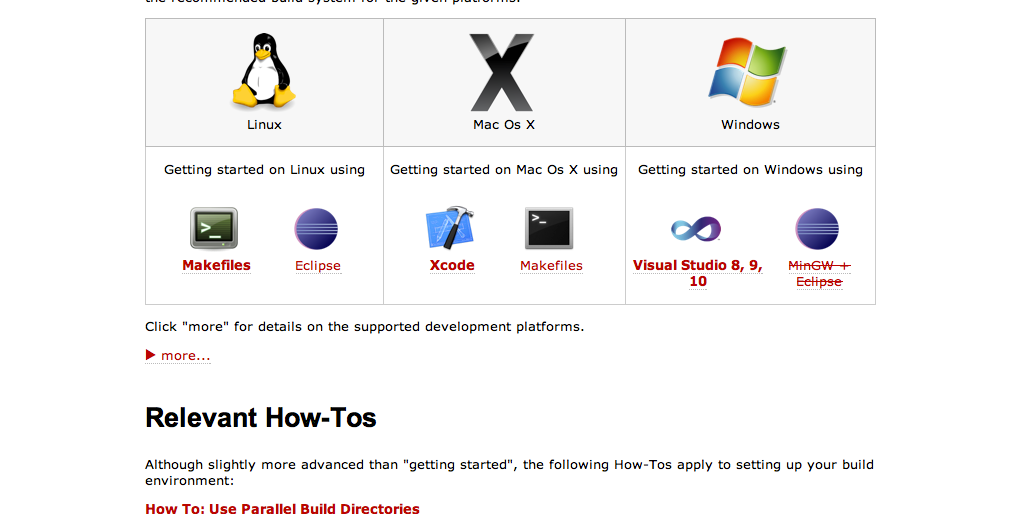 the recommended build system for the given platforms.
Linux
Mac Os X
Windows
Getting started on Linux using
Getting started on Mac Os X using
Getting started on Windows using
Makefiles
Eclipse
Xcode
Makefiles
Visual Studio 8, 9,
10
MinGW +
Eclipse
Click "more" for details on the supported development platforms.
more...
Relevant How-Tos
Although slightly more advanced than "getting started", the following How-Tos apply to setting up your build
environment:
How To: Use Parallel Build Directories